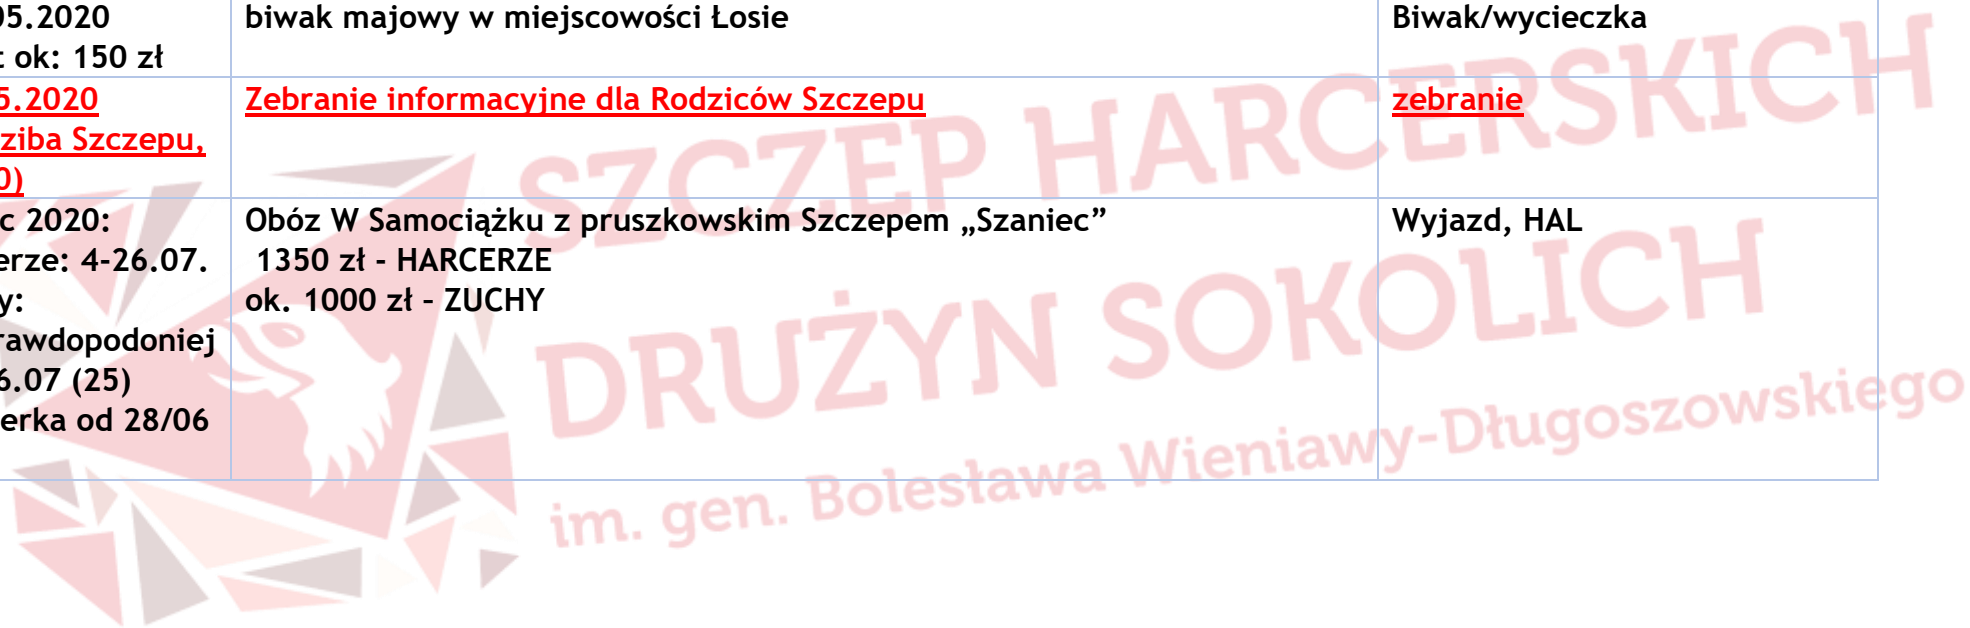 05.2020
biwak majowy w miejscowości Łosie
Biwak/wycieczka
t ok: 150 zł
5.2020
Zebranie informacyjne dla Rodziców Szczepu
zebranie
ziba Szczepu,
0)
c 2020:
Obóz W Samociążku z pruszkowskim Szczepem „Szaniec”
Wyjazd, HAL
erze: 4-26.07.
1350 zł - HARCERZE
y:
ok. 1000 zł – ZUCHY
rawdopodoniej
6.07 (25)
erka od 28/06
SZCZEP HARCERSKICH
DRUŻYN SOKOLICH
im. gen. Bolesława Wieniawy-Długoszowskiego